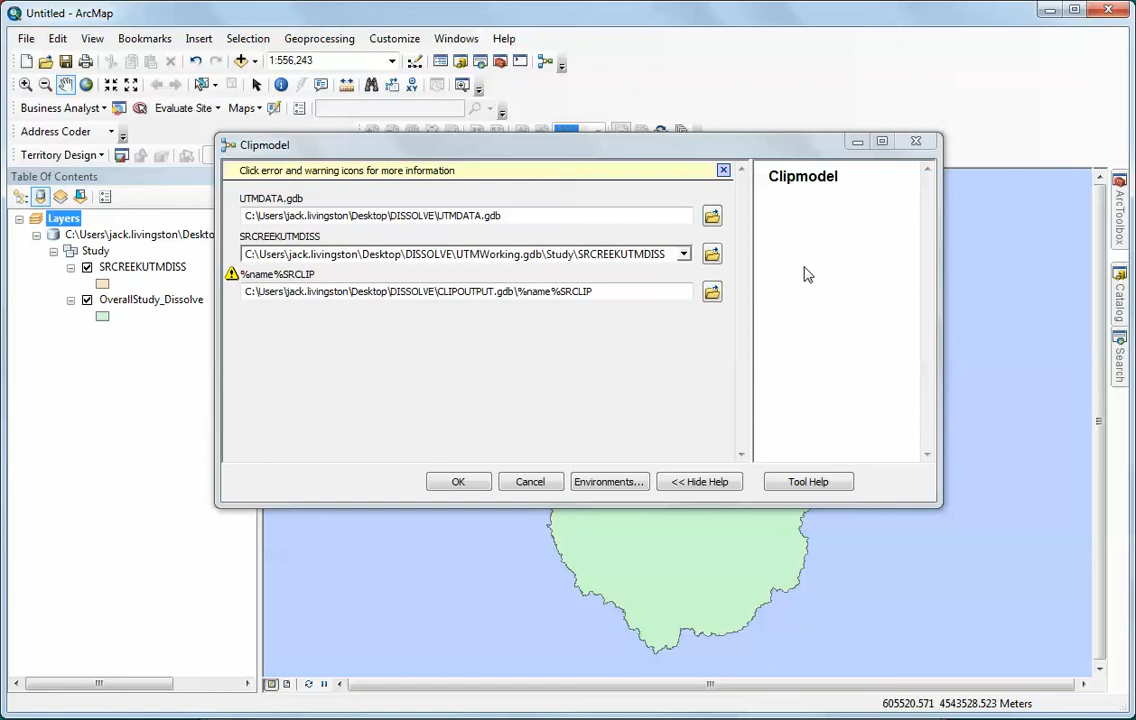 Untitled - ArcMap
File Edit View Bookmarks Insert Selection Geoprocessing Customize Windows Help
1:556,243
Business Analyst Evaluate Site Maps
Address Coder
Territory Design
Table Of Contents
Layers
C:\Users\jack.livingston\Deskto
Study
SRCREEKUTMDISS
OverallStudy_Dissolve
Clipmodel
Click error and warning icons for more information
UTMDATA.gdb
C:\Users\jack.livingston\Desktop\DISSOLVE\UTMDATA.gdb
SRCREEKUTMDISS
C:\Users\jack.livingston\Desktop\DISSOLVE\UTMWorking.gdb\Study\SRCREEKUTMDISS
%name%SRCLIP
C:\Users\jack.livingston\Desktop\DISSOLVE\CLIPOUTPUT.gdb\%name%SRCLIP
OK Cancel Environments... << Hide Help
Clipmodel
Tool Help
ArcToolbox
Catalog
Search
605520.571 4543528.523 Meters